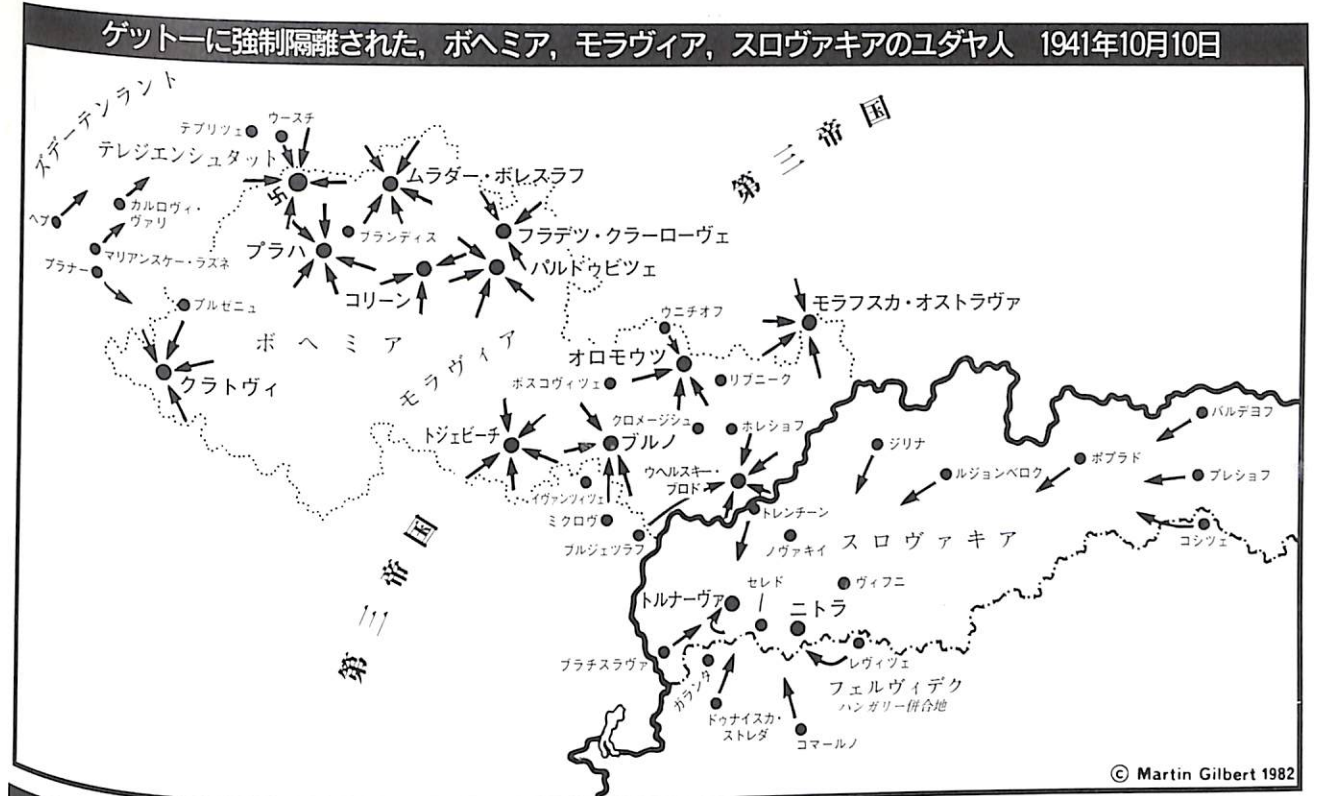 ゲットーに強制隔離された，ボヘミア，モラヴィア，スロヴァキアのユダヤ人　1941年10月10日
ズデーテンラント
第三帝国
テプリツェ
ウースチ
テレジエンシュタット
ムラダー・ボレスラフ
ヘブ
カルロヴィ・
ヴァリ
プラハ
ブランディス
フラデツ・クラーローヴェ
マリアンスケー・ラズネ
プラナー
パルドゥビツェ
コリーン
プルゼニュ
モラフスカ・オストラヴァ
ボヘミア
ウニチオフ
オロモウツ
クラトヴィ
モラヴィア
ボスコヴィツェ
リプニーク
バルデヨフ
トジェビーチ
クロメージシュ
ホレショフ
ブルノ
ジリナ
ポプラド
ウヘルスキー・
ブロド
ルジョンベロク
プレショフ
イヴァンツィツェ
ミクロヴ
トレンチーン
ブルジェツラフ
ノヴァキイ
スロヴァキア
コシツェ
第三帝国
セレド
ヴィフニ
トルナーヴァ
ニトラ
ブラチスラヴァ
ガランタ
レヴィツェ
フェルヴィデク
ハンガリー併合地
ドゥナイスカ・
ストレダ
コマールノ
© Martin Gilbert 1982